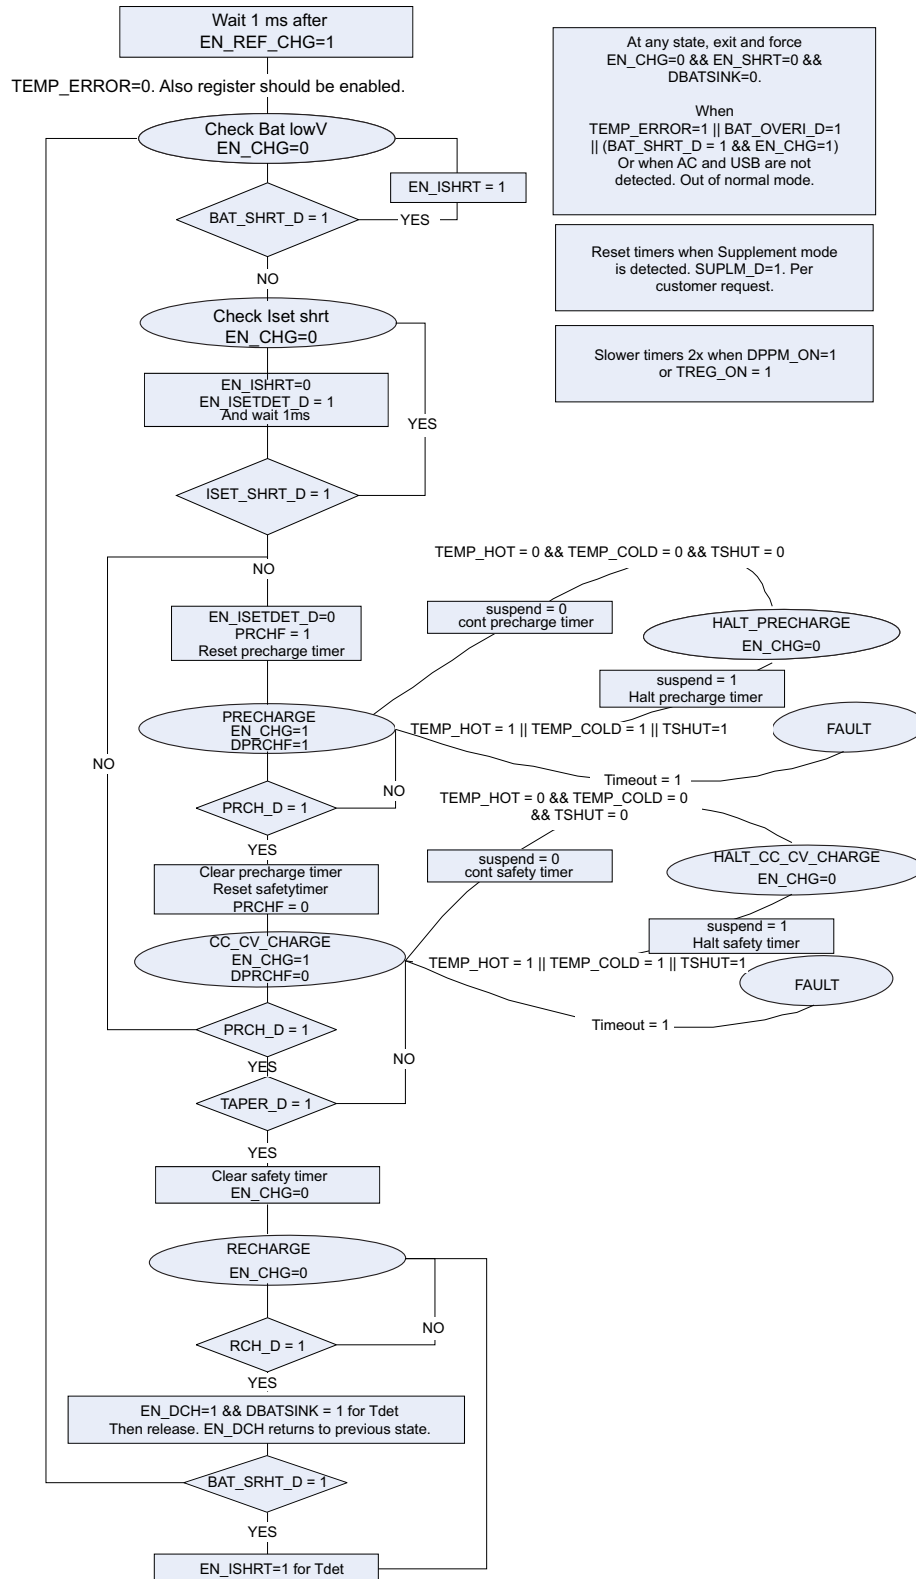 Wait 1 ms after
EN_REF_CHG=1
TEMP_ERROR=0. Also register should be enabled.
Check Bat lowV
EN_CHG=0
EN_ISHRT = 1
BAT_SHRT_D = 1
YES
NO
Check Iset shrt
EN_CHG=0
EN_ISHRT=0
EN_ISETDET_D = 1
And wait 1ms
YES
ISET_SHRT_D = 1
NO
At any state, exit and force
EN_CHG=0 && EN_SHRT=0 &&
DBATSINK=0.
When
TEMP_ERROR=1 || BAT_OVERI_D=1
|| (BAT_SHRT_D = 1 && EN_CHG=1)
Or when AC and USB are not
detected. Out of normal mode.
Reset timers when Supplement mode
is detected. SUPLM_D=1. Per
customer request.
Slower timers 2x when DPPM_ON=1
or TREG_ON = 1
TEMP_HOT = 0 && TEMP_COLD = 0 && TSHUT = 0
EN_ISETDET_D=0
PRCHF = 1
Reset precharge timer
suspend = 0
cont precharge timer
HALT_PRECHARGE
EN_CHG=0
suspend = 1
Halt precharge timer
PRECHARGE
EN_CHG=1
DPRCHF=1
TEMP_HOT = 1 || TEMP_COLD = 1 || TSHUT=1
FAULT
NO
NO
Timeout = 1
PRCH_D = 1
TEMP_HOT = 0 && TEMP_COLD = 0
&& TSHUT = 0
YES
Clear precharge timer
Reset safetytimer
PRCHF = 0
suspend = 0
cont safety timer
HALT_CC_CV_CHARGE
EN_CHG=0
suspend = 1
Halt safety timer
CC_CV_CHARGE
EN_CHG=1
DPRCHF=0
TEMP_HOT = 1 || TEMP_COLD = 1 || TSHUT=1
FAULT
Timeout = 1
PRCH_D = 1
YES
NO
TAPER_D = 1
YES
Clear safety timer
EN_CHG=0
RECHARGE
EN_CHG=0
NO
RCH_D = 1
YES
EN_DCH=1 && DBATSINK = 1 for Tdet
Then release. EN_DCH returns to previous state.
BAT_SRHT_D = 1
YES
EN_ISHRT=1 for Tdet